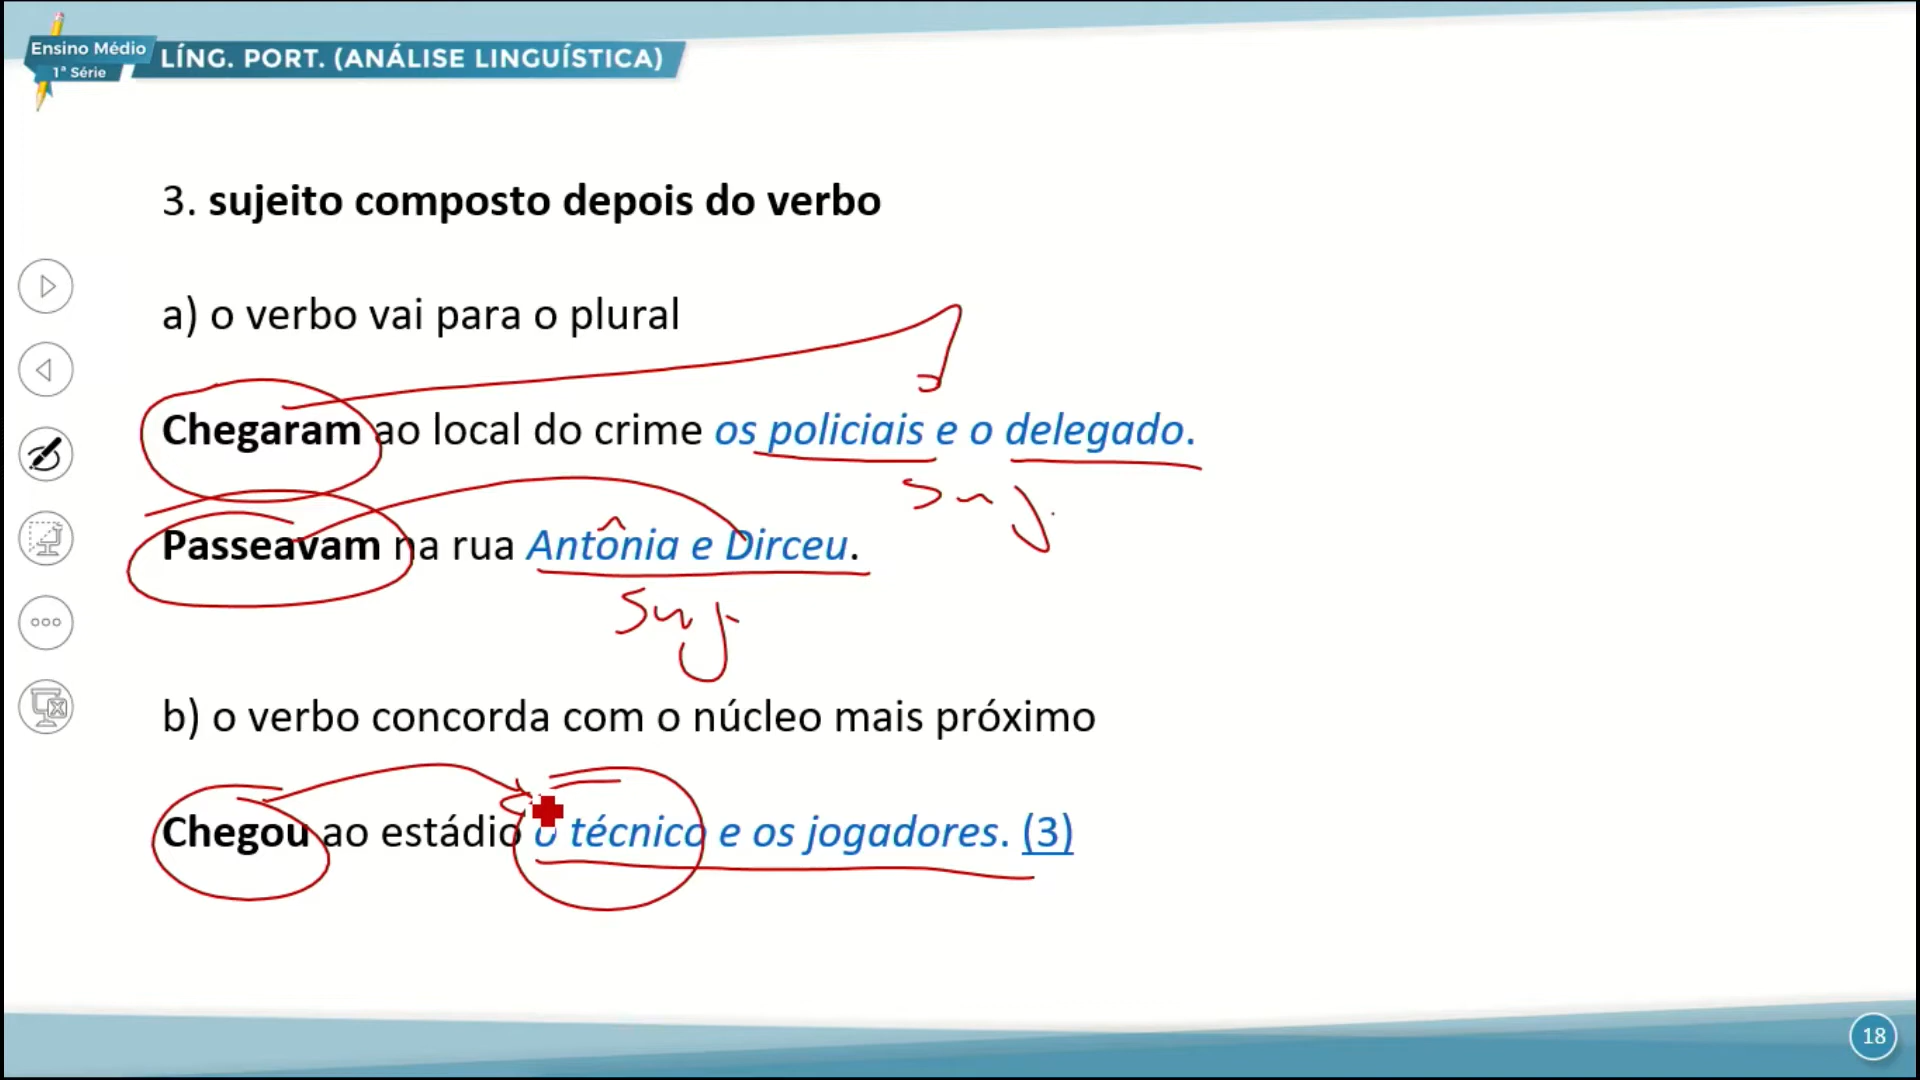 Ensino Médio
1ª Série
LÍNG. PORT. (ANÁLISE LINGUÍSTICA)
3. sujeito composto depois do verbo
a) o verbo vai para o plural
Chegaram ao local do crime os policiais e o delegado.
suj
Passeavam na rua Antônia e Dirceu.
suj
b) o verbo concorda com o núcleo mais próximo
Chegou ao estádio o técnico e os jogadores. (3)
18